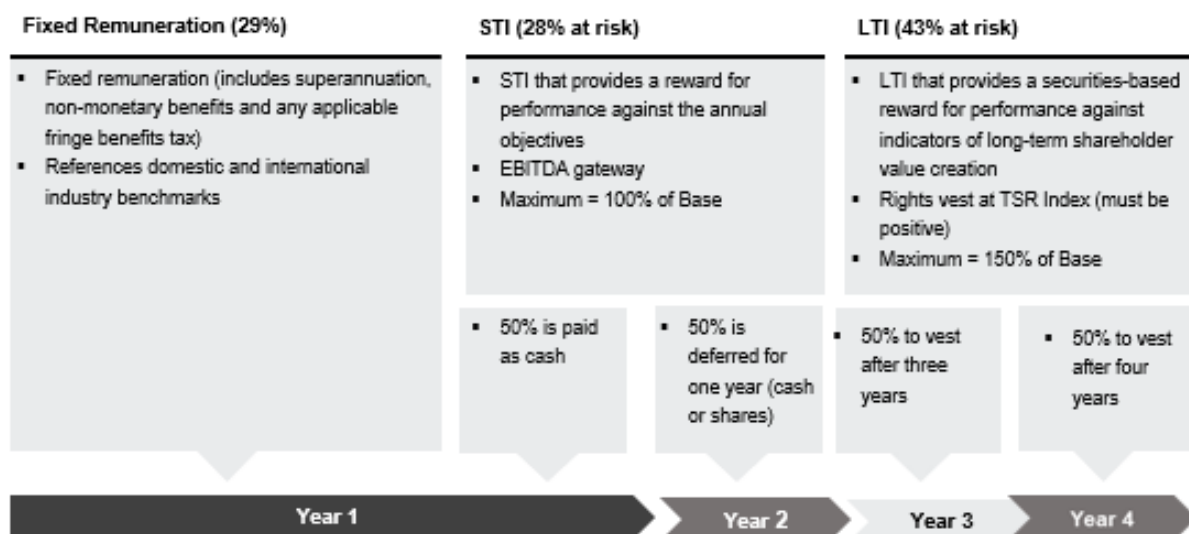 Fixed Remuneration (29%)
▪ Fixed remuneration (includes superannuation,
non-monetary benefits and any applicable
fringe benefits tax)
▪ References domestic and international
industry benchmarks
STI (28% at risk)
▪ STI that provides a reward for
performance against the annual
objectives
▪ EBITDA gateway
▪ Maximum = 100% of Base
▪ 50% is paid
as cash
▪ 50% is
deferred for
one year (cash
or shares)
LTI (43% at risk)
▪ LTI that provides a securities-based
reward for performance against
indicators of long-term shareholder
value creation
▪ Rights vest at TSR Index (must be
positive)
▪ Maximum = 150% of Base
▪ 50% to vest
after three
years
▪ 50% to vest
after four
years
Year 1
Year 2
Year 3
Year 4